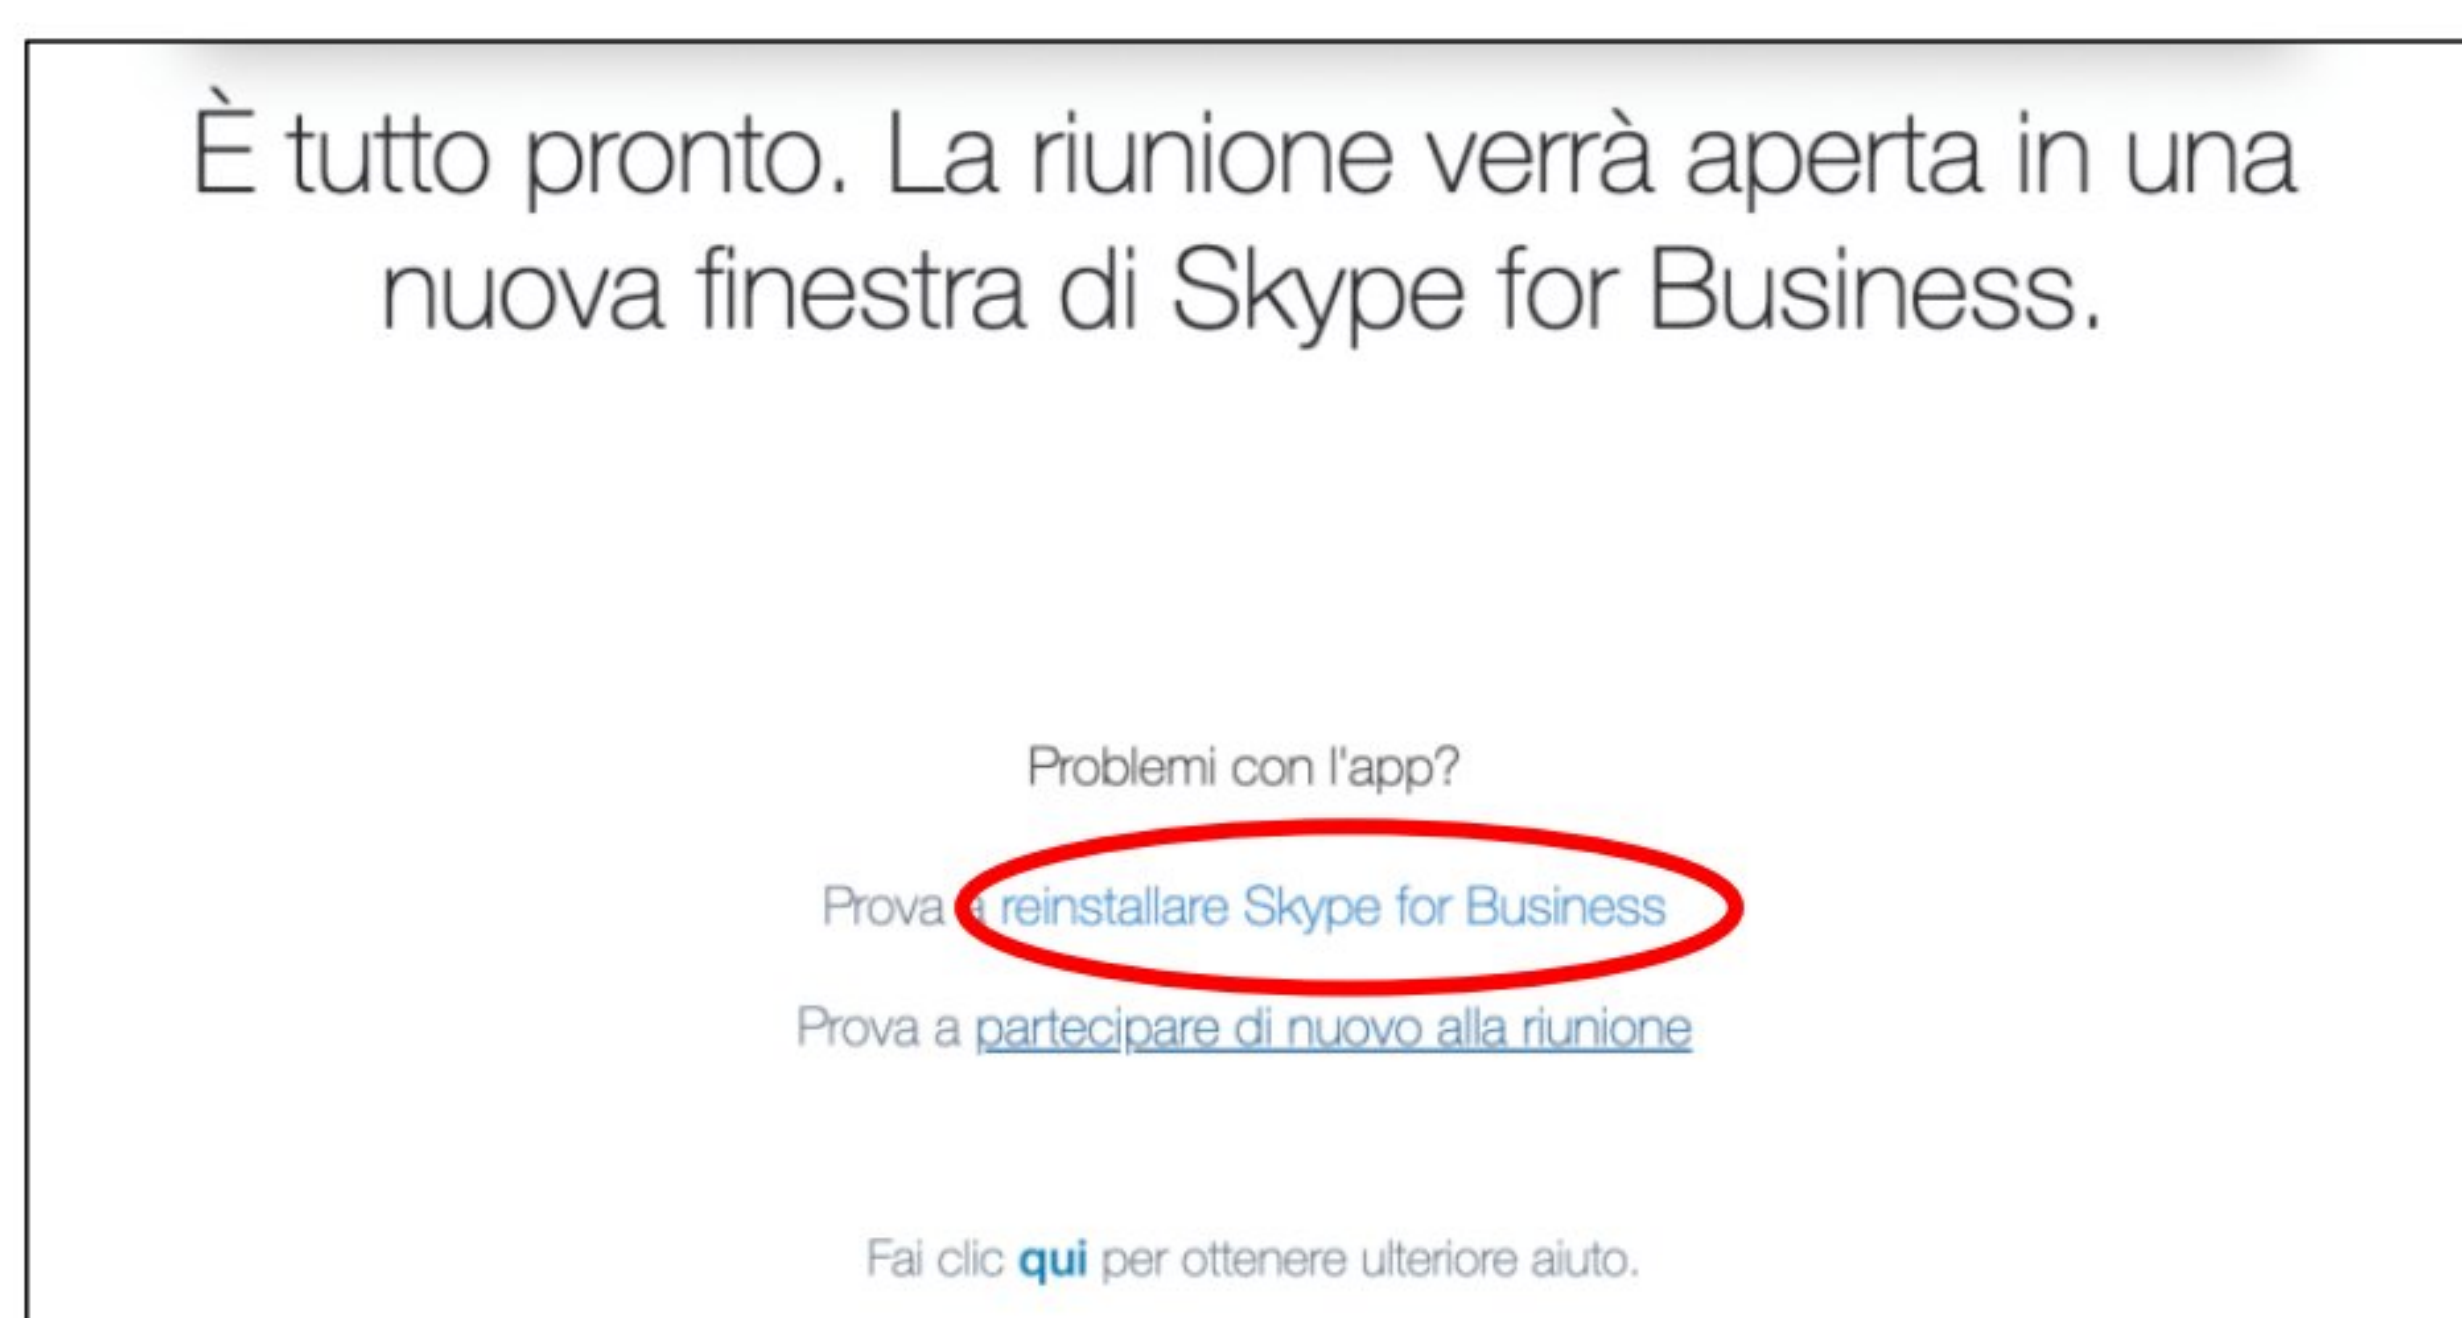 È tutto pronto. La riunione verrà aperta in una
nuova finestra di Skype for Business.
Problemi con l'app?
Prova a reinstallare Skype for Business
Prova a partecipare di nuovo alla riunione
Fai clic qui per ottenere ulteriore aiuto.